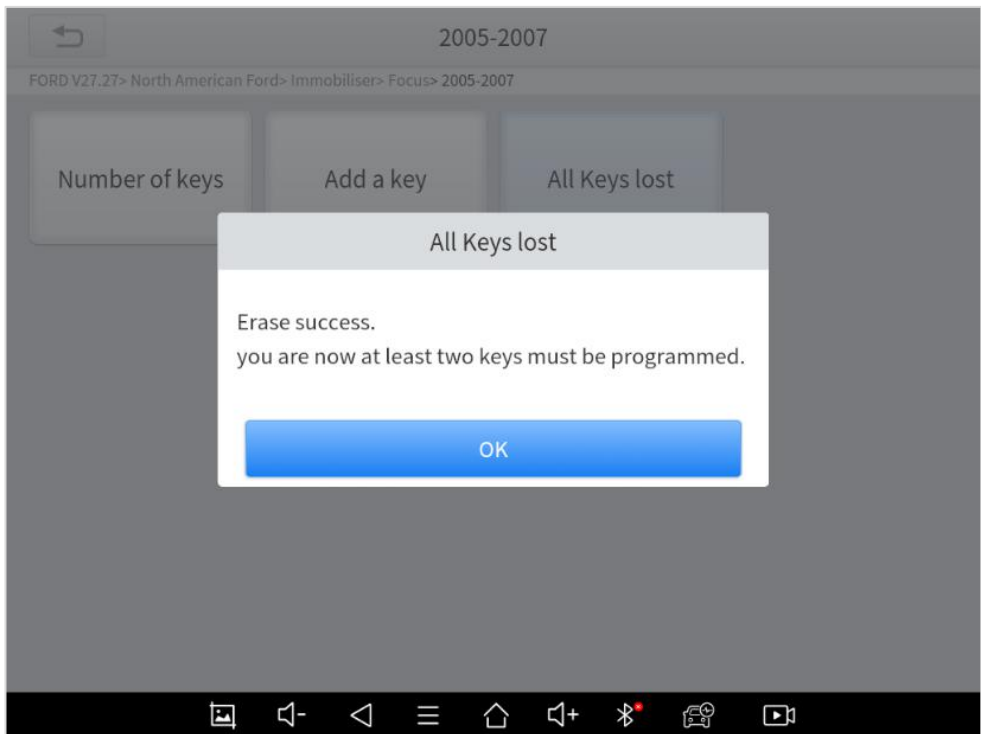 2005-2007
FORD V27.27> North American Ford> Immobiliser> Focus> 2005-2007
Number of keys
Add a key
All Keys lost
All Keys lost
Erase success.
you are now at least two keys must be programmed.
OK